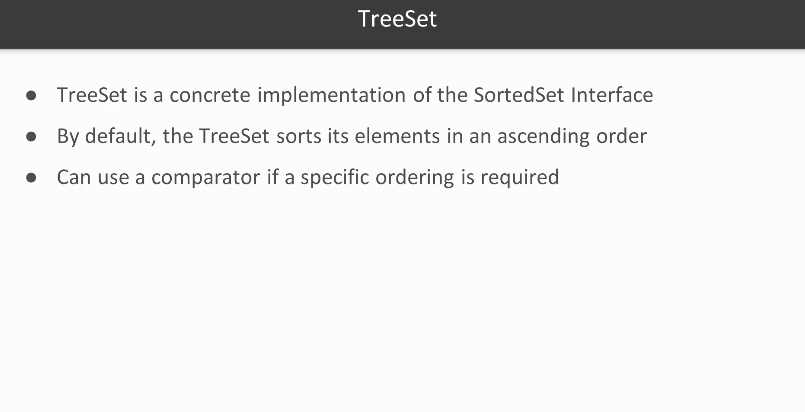 TreeSet
● TreeSet is a concrete implementation of the SortedSet Interface
● By default, the TreeSet sorts its elements in an ascending order
● Can use a comparator if a specific ordering is required